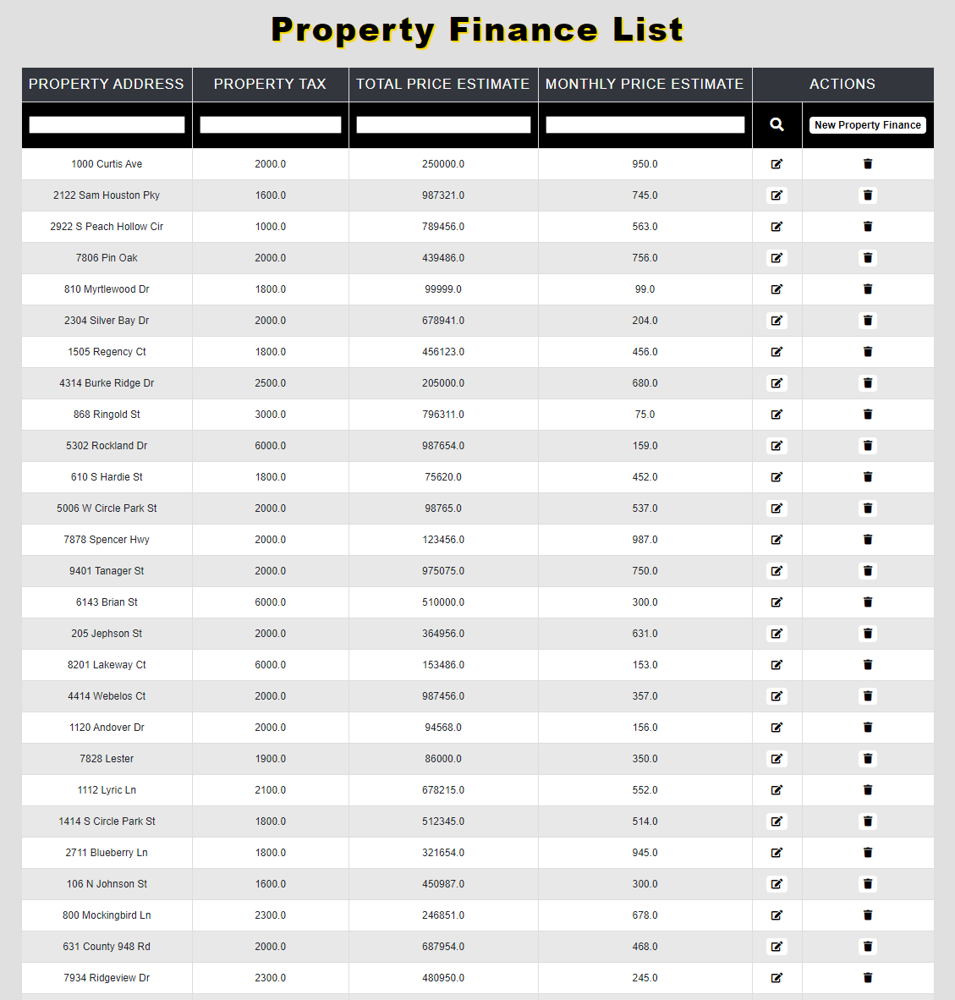 Property Finance List
PROPERTY ADDRESS PROPERTY TAX TOTAL PRICE ESTIMATE MONTHLY PRICE ESTIMATE ACTIONS
New Property Finance
1000 Curtis Ave 2000.0 250000.0 950.0
2122 Sam Houston Pky 1600.0 987321.0 745.0
2922 S Peach Hollow Cir 1000.0 789456.0 563.0
7806 Pin Oak 2000.0 439486.0 756.0
810 Myrtlewood Dr 1800.0 99999.0 99.0
2304 Silver Bay Dr 2000.0 678941.0 204.0
1505 Regency Ct 1800.0 456123.0 456.0
4314 Burke Ridge Dr 2500.0 205000.0 680.0
868 Ringold St 3000.0 796311.0 75.0
5302 Rockland Dr 6000.0 987654.0 159.0
610 S Hardie St 1800.0 75620.0 452.0
5006 W Circle Park St 2000.0 98765.0 537.0
7878 Spencer Hwy 2000.0 123456.0 987.0
9401 Tanager St 2000.0 975075.0 750.0
6143 Brian St 6000.0 510000.0 300.0
205 Jephson St 2000.0 364956.0 631.0
8201 Lakeway Ct 6000.0 153486.0 153.0
4414 Webelos Ct 2000.0 987456.0 357.0
1120 Andover Dr 2000.0 94568.0 156.0
7828 Lester 1900.0 86000.0 350.0
1112 Lyric Ln 2100.0 678215.0 552.0
1414 S Circle Park St 1800.0 512345.0 514.0
2711 Blueberry Ln 1800.0 321654.0 945.0
106 N Johnson St 1600.0 450987.0 300.0
800 Mockingbird Ln 2300.0 246851.0 678.0
631 County 948 Rd 2000.0 687954.0 468.0
7934 Ridgeview Dr 2300.0 480950.0 245.0